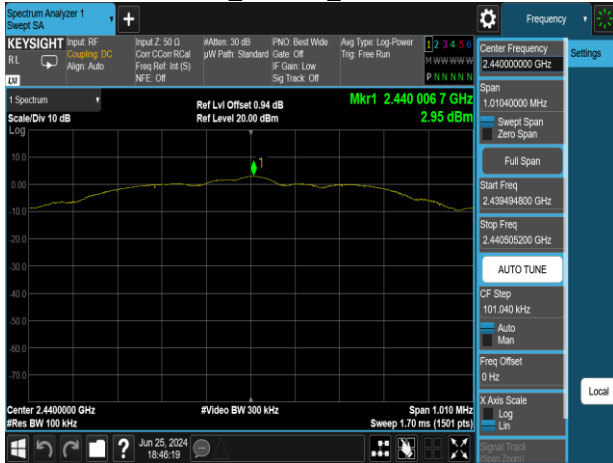 Spectrum Analyzer 1
Swept SA
+
Frequency
KEYSIGHT
RL
LXI
Input: RF
Coupling: DC
Align: Auto
Input Z: 50 Ω
Corr CCorr RCal
Freq Ref: Int (S)
NFE: Off
#Atten: 30 dB
µW Path: Standard
PNO: Best Wide
Gate: Off
IF Gain: Low
Sig Track: Off
Avg Type: Log-Power
Trig: Free Run
1 2 3 4 5 6
M W W W W W
P N N N N N
1 Spectrum
Scale/Div 10 dB
Log
Ref Lvl Offset 0.94 dB
Ref Level 20.00 dBm
Mkr1 2.440 006 7 GHz
2.95 dBm
1
10.0
0.00
-10.0
-20.0
-30.0
-40.0
-50.0
-60.0
-70.0
Center 2.4400000 GHz
#Res BW 100 kHz
#Video BW 300 kHz
Span 1.010 MHz
Sweep 1.70 ms (1501 pts)
?
Jun 25, 2024
18:46:19
Center Frequency
2.440000000 GHz
Span
1.01040000 MHz
Swept Span
Zero Span
Full Span
Start Freq
2.439494800 GHz
Stop Freq
2.440505200 GHz
AUTO TUNE
CF Step
101.040 kHz
Auto
Man
Freq Offset
0 Hz
X Axis Scale
Log
Lin
Signal Track
(Span Zoom)
Settings
Local